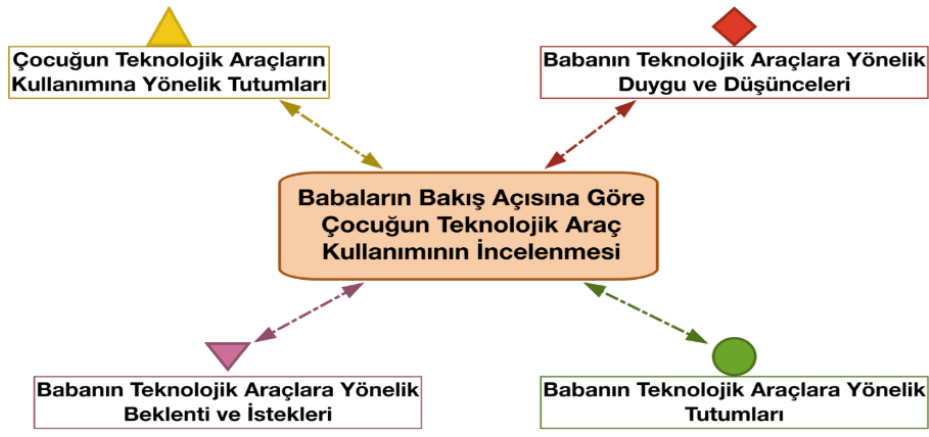 Çocuğun Teknolojik Araçların
Kullanımına Yönelik Tutumları
Babanın Teknolojik Araçlara Yönelik
Duygu ve Düşünceleri
Babaların Bakış Açısına Göre
Çocuğun Teknolojik Araç
Kullanımının İncelenmesi
Babanın Teknolojik Araçlara Yönelik
Beklenti ve İstekleri
Babanın Teknolojik Araçlara Yönelik
Tutumları